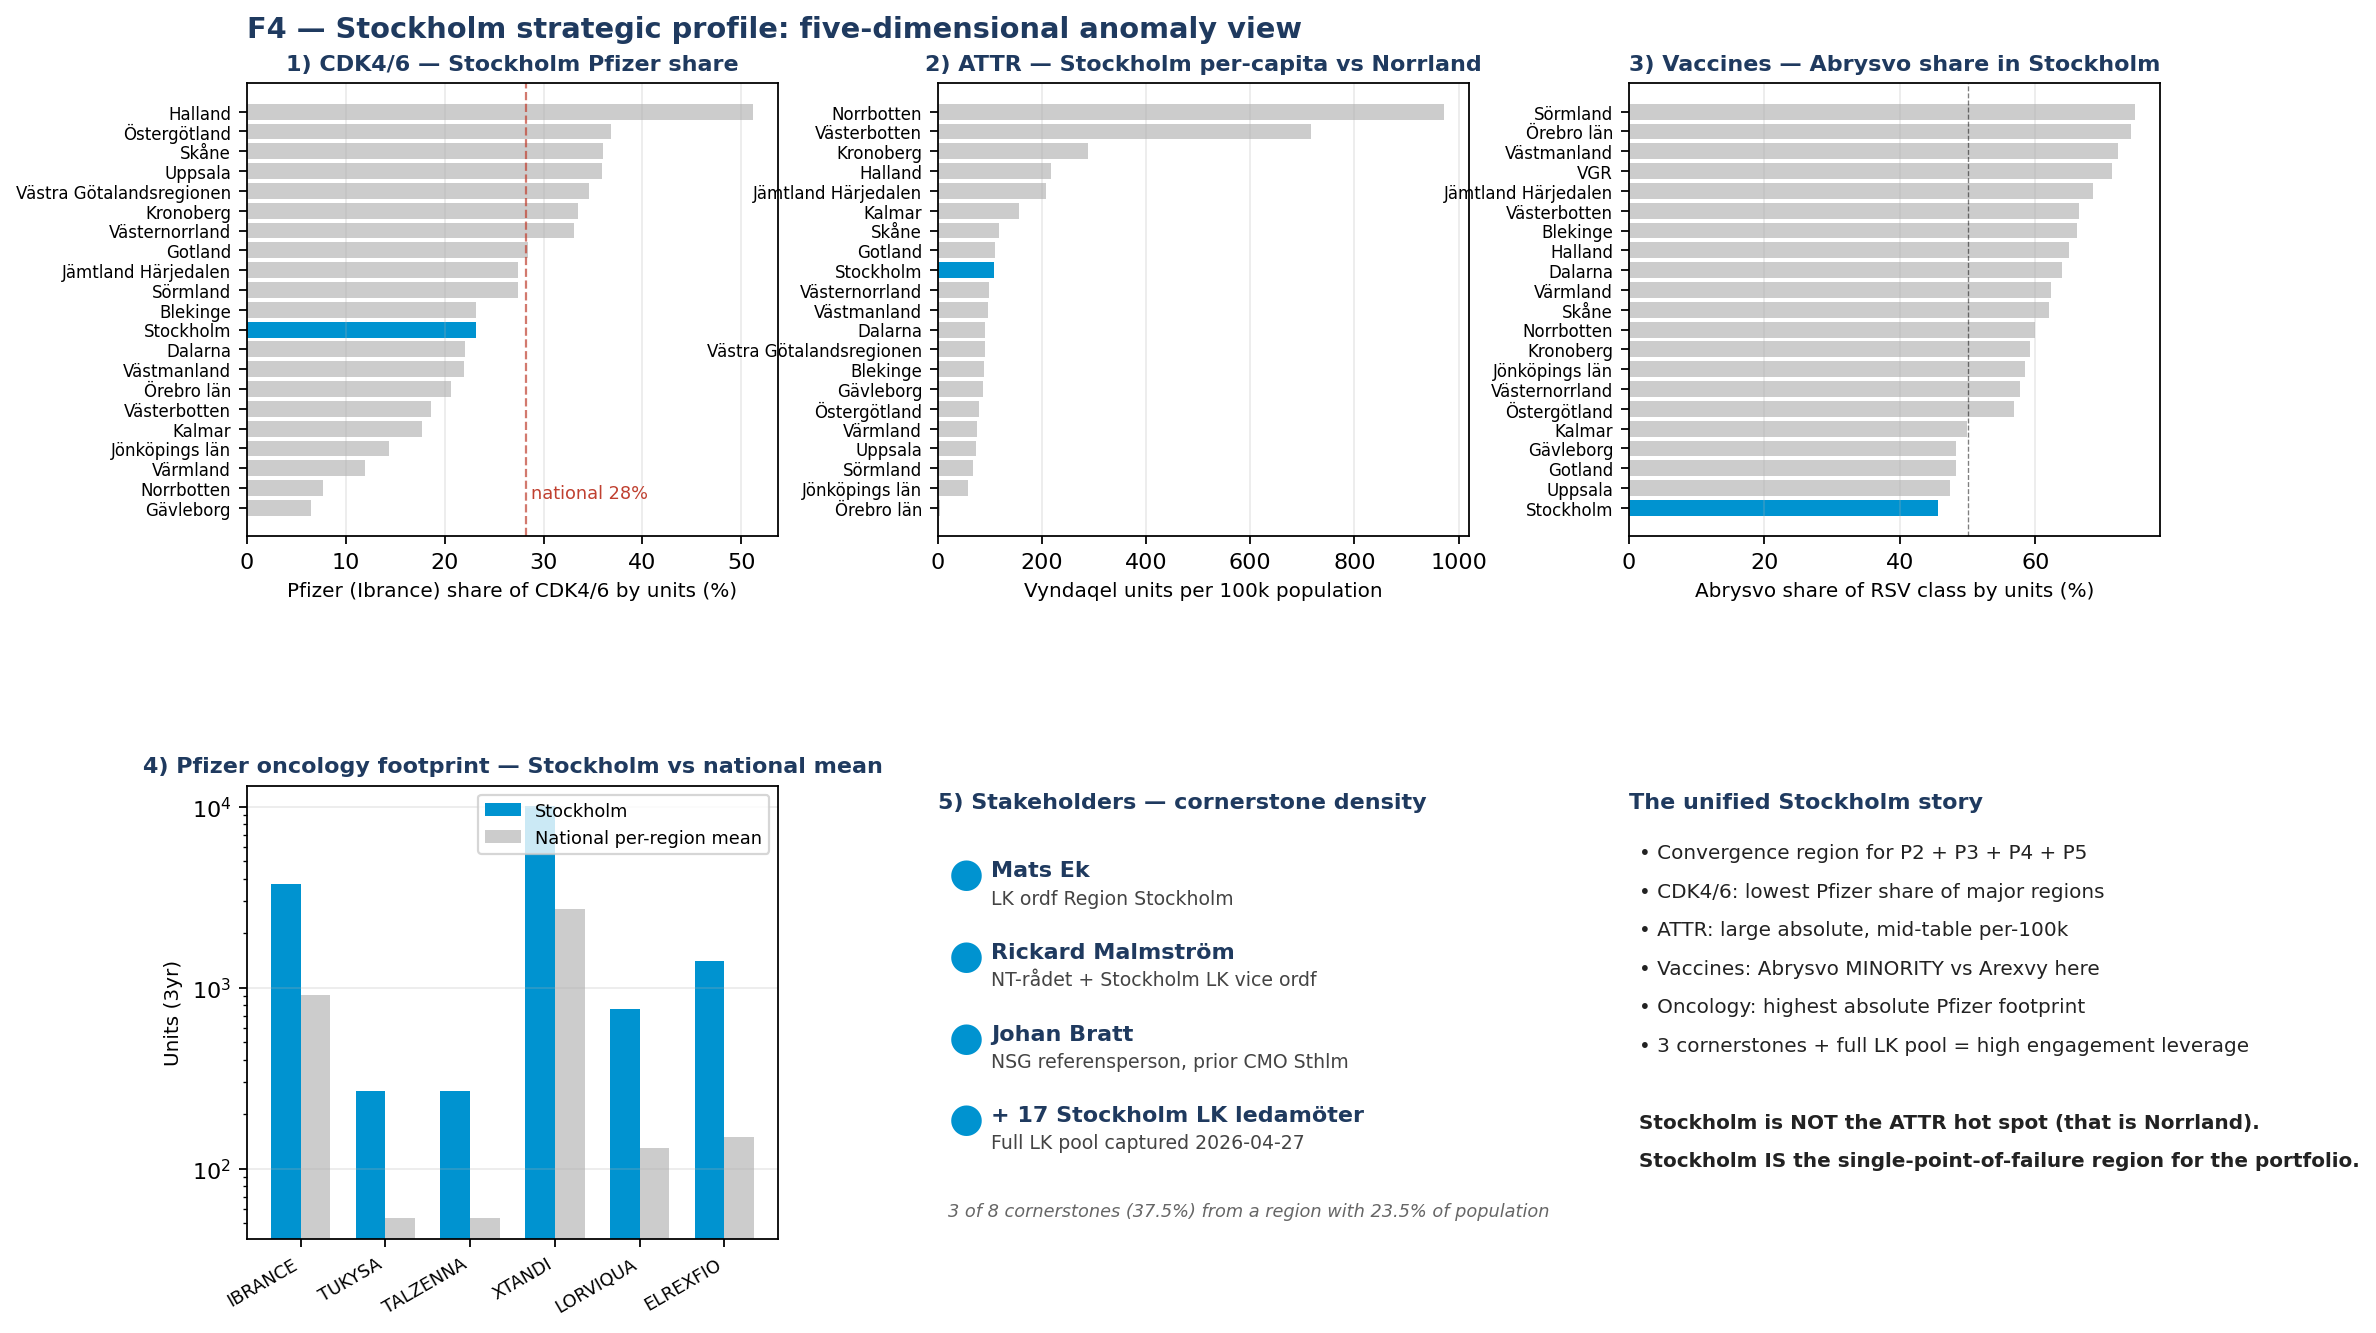 F4 — Stockholm strategic profile: five-dimensional anomaly view
1) CDK4/6 — Stockholm Pfizer share
Halland
Östergötland
Skåne
Uppsala
Västra Götalandsregionen
Kronoberg
Västernorrland
Gotland
Jämtland Härjedalen
Sörmland
Blekinge
Stockholm
Dalarna
Västmanland
Örebro län
Västerbotten
Kalmar
Jönköpings län
Värmland
Norrbotten
Gävleborg
national 28%
0 10 20 30 40 50
Pfizer (Ibrance) share of CDK4/6 by units (%)
2) ATTR — Stockholm per-capita vs Norrland
Norrbotten
Västerbotten
Kronoberg
Halland
Jämtland Härjedalen
Kalmar
Skåne
Gotland
Stockholm
Västernorrland
Västmanland
Dalarna
Västra Götalandsregionen
Blekinge
Gävleborg
Östergötland
Värmland
Uppsala
Sörmland
Jönköpings län
Örebro län
0 200 400 600 800 1000
Vyndaqel units per 100k population
3) Vaccines — Abrysvo share in Stockholm
Sörmland
Örebro län
Västmanland
VGR
Jämtland Härjedalen
Västerbotten
Blekinge
Halland
Dalarna
Värmland
Skåne
Norrbotten
Kronoberg
Jönköpings län
Västernorrland
Östergötland
Kalmar
Gävleborg
Gotland
Uppsala
Stockholm
0 20 40 60
Abrysvo share of RSV class by units (%)
4) Pfizer oncology footprint — Stockholm vs national mean
Stockholm
National per-region mean
10⁴
10³
10²
Units (3yr)
IBRANCE
TUKYSA
TALZENNA
XTANDI
LORVIQUA
ELREXFIO
5) Stakeholders — cornerstone density
Mats Ek
LK ordf Region Stockholm
Rickard Malmström
NT-rådet + Stockholm LK vice ordf
Johan Bratt
NSG referensperson, prior CMO Sthlm
+ 17 Stockholm LK ledamöter
Full LK pool captured 2026-04-27
3 of 8 cornerstones (37.5%) from a region with 23.5% of population
The unified Stockholm story
• Convergence region for P2 + P3 + P4 + P5
• CDK4/6: lowest Pfizer share of major regions
• ATTR: large absolute, mid-table per-100k
• Vaccines: Abrysvo MINORITY vs Arexvy here
• Oncology: highest absolute Pfizer footprint
• 3 cornerstones + full LK pool = high engagement leverage
Stockholm is NOT the ATTR hot spot (that is Norrland).
Stockholm IS the single-point-of-failure region for the portfolio.